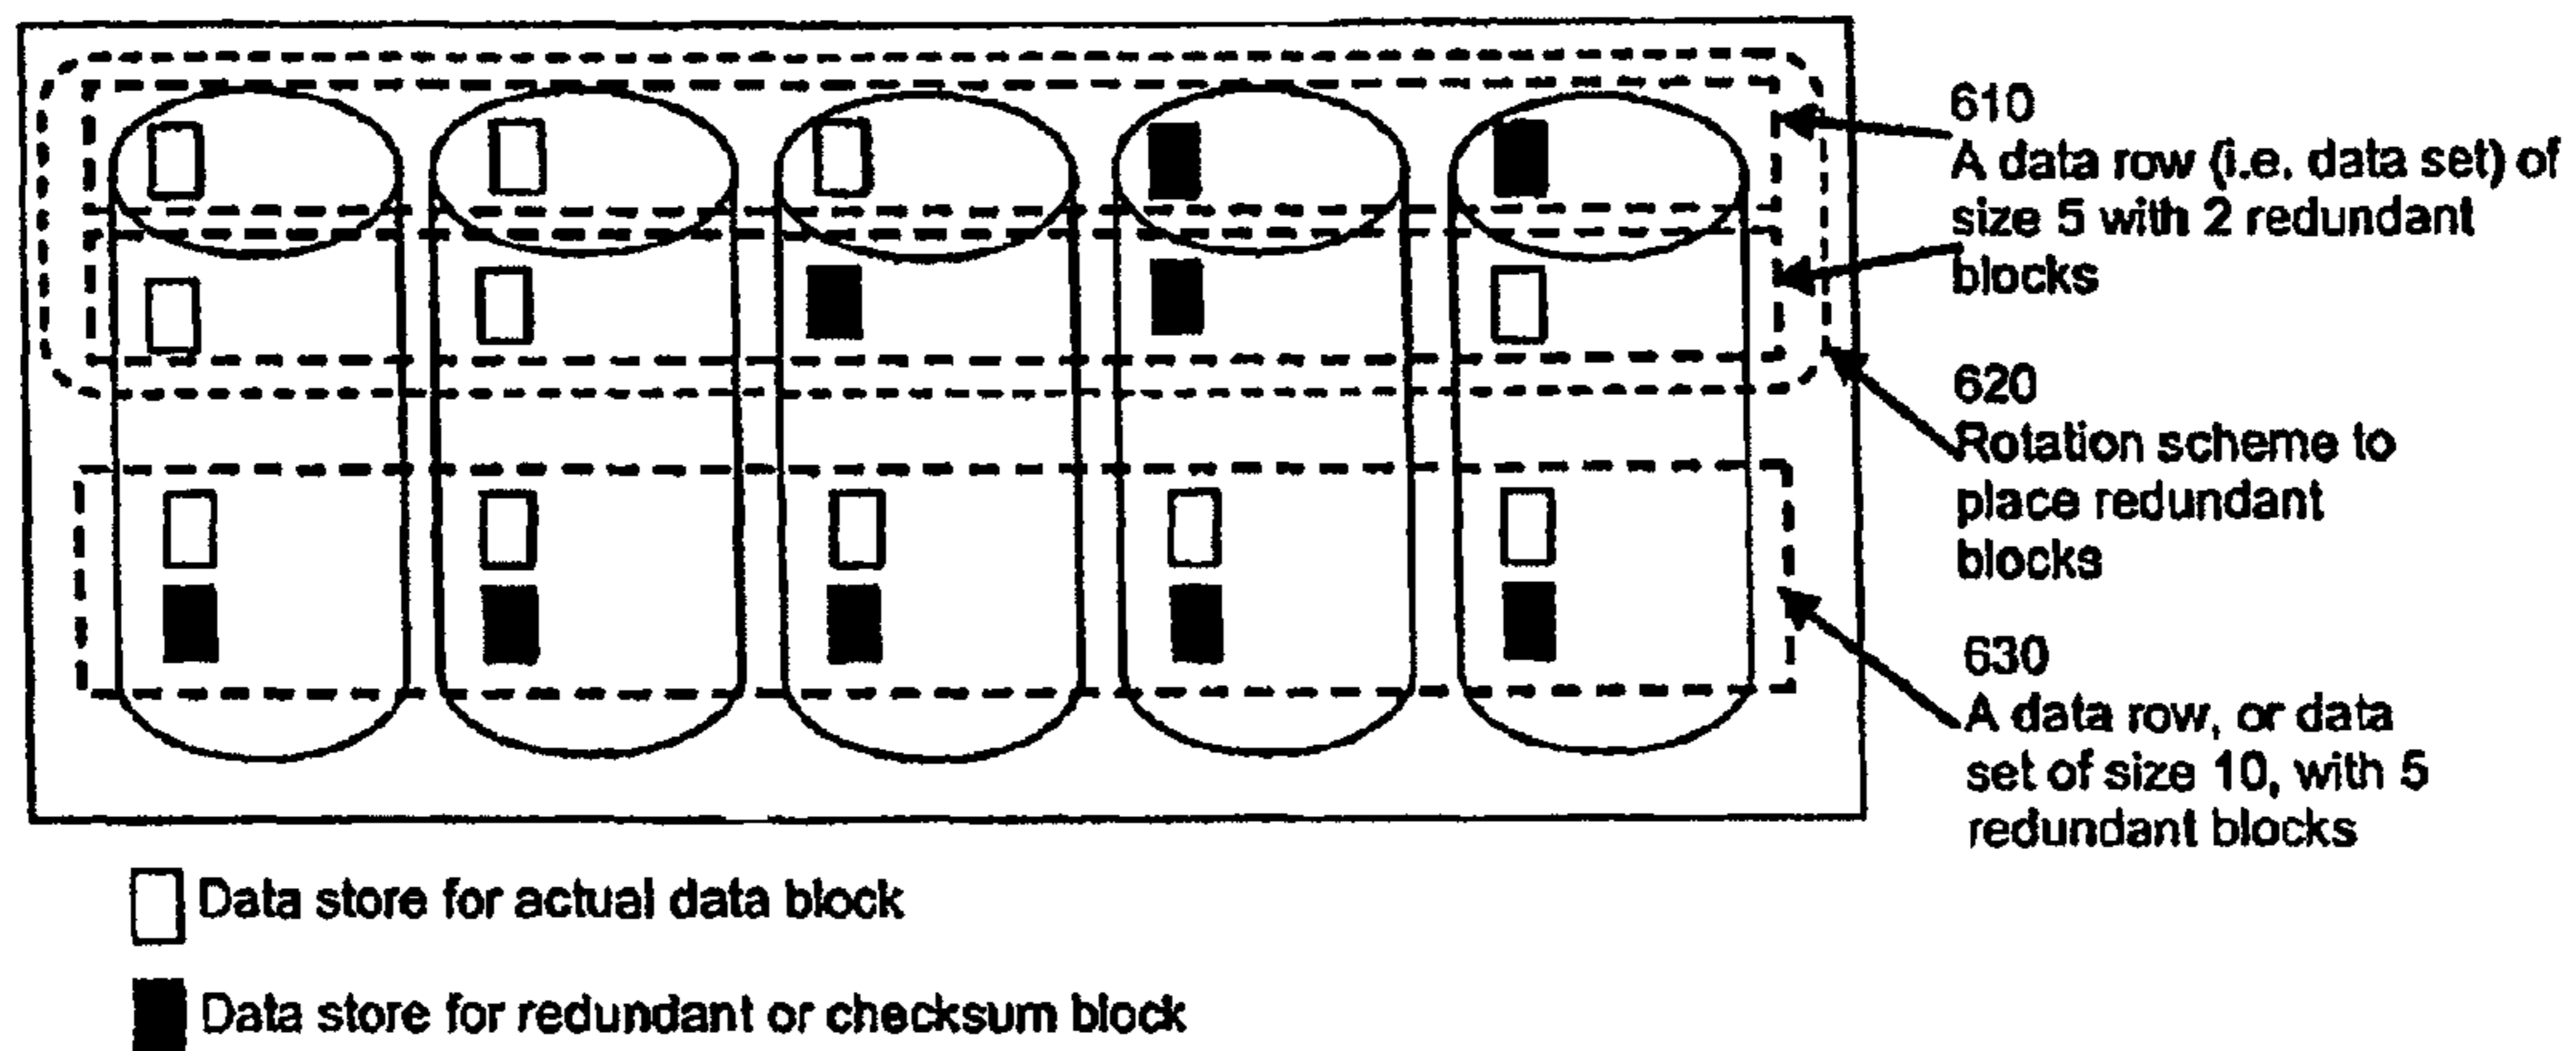 610
A data row (i.e. data set) of
size 5 with 2 redundant
blocks
620
Rotation scheme to
place redundant
blocks
630
A data row, or data
set of size 10, with 5
redundant blocks
Data store for actual data block
Data store for redundant or checksum block